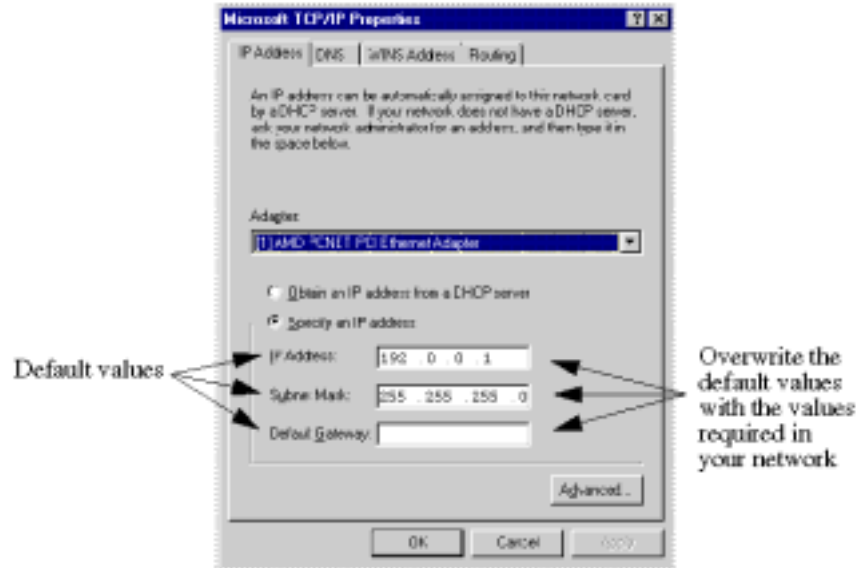 Microsoft TCP/IP Properties
IP Address DNS WINS Address Routing
An IP address can be automatically assigned to this network card
by a DHCP server. If your network does not have a DHCP server,
ask your network administrator for an address, and then type it in
the space below.
Adapter:
[1] AMD PCNET PCI Ethernet Adapter
Obtain an IP address from a DHCP server
Specify an IP address
Default values
IP Address: 192 . 0 . 0 . 1
Subnet Mask: 255 . 255 . 255 . 0
Default Gateway:
Overwrite the
default values
with the values
required in
your network
Advanced...
OK Cancel Apply